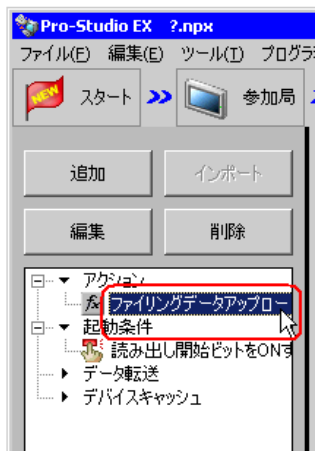 Pro-Studio EX ?.npx
ファイル(F) 編集(E) ツール(T) プログラ
NEW スタート 参加局
追加 インポート
編集 削除
アクション
fx ファイリングデータアップロー
起動条件
読み出し開始ビットをONす
データ転送
デバイスキャッシュ